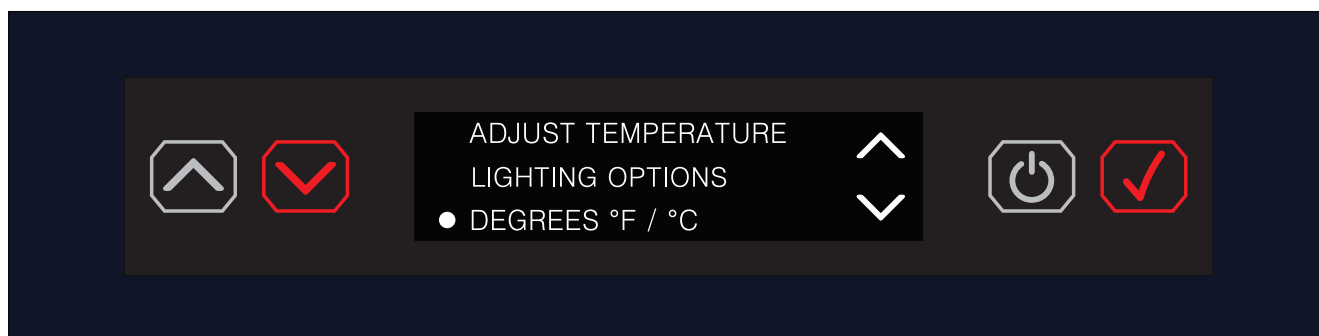 ADJUST TEMPERATURE
LIGHTING OPTIONS
DEGREES °F / °C